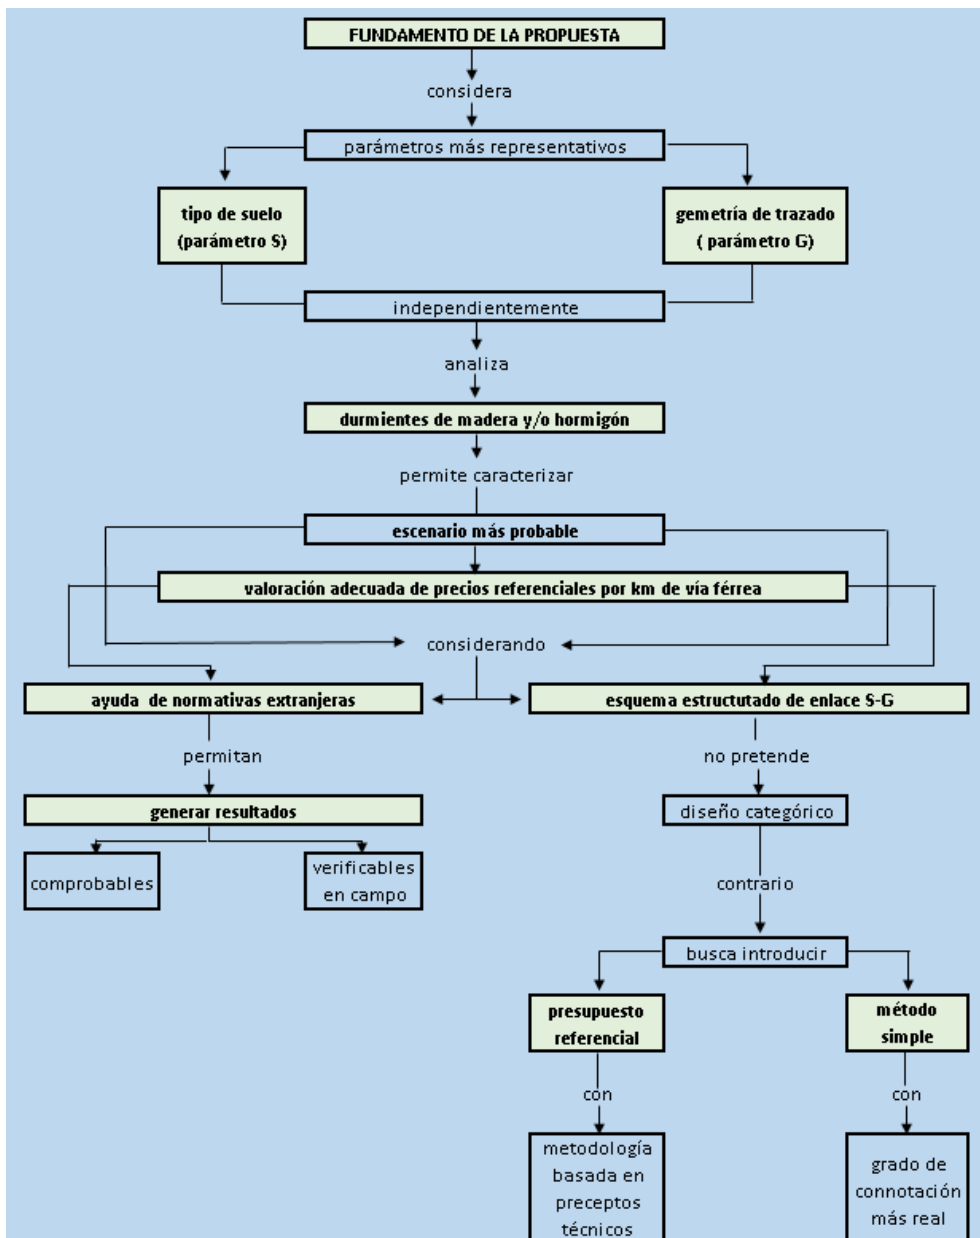 FUNDAMENTO DE LA PROPUESTA
considera
parámetros más representativos
tipo de suelo
(parámetro S)
gemetría de trazado
( parámetro G)
independientemente
analiza
durmientes de madera y/o hormigón
permite caracterizar
escenario más probable
valoración adecuada de precios referenciales por km de vía férrea
considerando
ayuda de normativas extranjeras
esquema estructutado de enlace S-G
permitan
no pretende
generar resultados
diseño categórico
comprobables
verificables
en campo
contrario
busca introducir
presupuesto
referencial
método
simple
con
con
metodología
basada en
preceptos
técnicos
grado de
connotación
más real